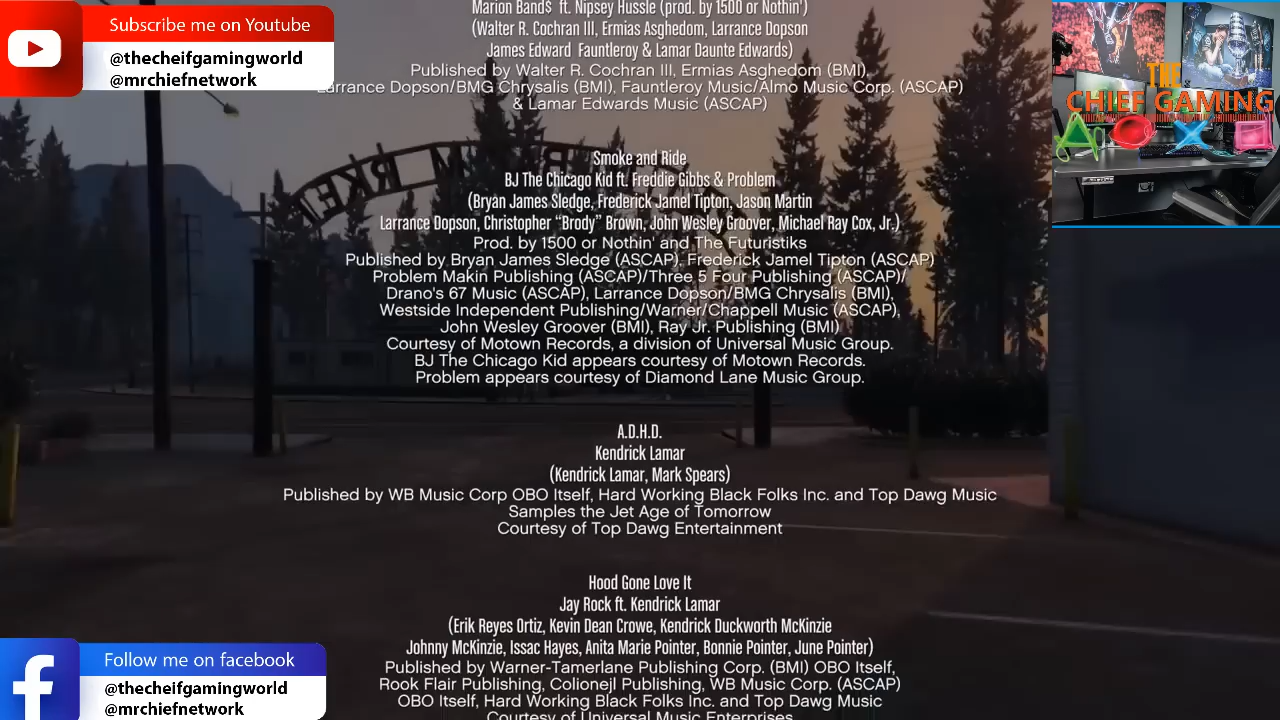 Subscribe me on Youtube
@thecheifgamingworld
@mrchiefnetwork
Marion Bands ft. Nipsey Hussle (prod. by 1500 or Nothin')
(Walter R. Cochran III, Ermias Asghedom, Larrance Dopson
James Edward Fauntleroy & Lamar Daunte Edwards)
Published by Walter R. Cochran III, Ermias Asghedom (BMI),
Larrance Dopson/BMG Chrysalis (BMI), Fauntleroy Music/Almo Music Corp. (ASCAP)
& Lamar Edwards Music (ASCAP)
THE
CHIEF GAMING
Smoke and Ride
BJ The Chicago Kid ft. Freddie Gibbs & Problem
(Bryan James Sledge, Frederick Jamel Tipton, Jason Martin
Larrance Dopson, Christopher “Brody” Brown, John Wesley Groover, Michael Ray Cox, Jr.)
Prod. by 1500 or Nothin' and The Futuristiks
Published by Bryan James Sledge (ASCAP), Frederick Jamel Tipton (ASCAP)
Problem Makin Publishing (ASCAP)/Three 5 Four Publishing (ASCAP)/
Drano's 67 Music (ASCAP), Larrance Dopson/BMG Chrysalis (BMI),
Westside Independent Publishing/Warner/Chappell Music (ASCAP),
John Wesley Groover (BMI), Ray Jr. Publishing (BMI)
Courtesy of Motown Records, a division of Universal Music Group.
BJ The Chicago Kid appears courtesy of Motown Records.
Problem appears courtesy of Diamond Lane Music Group.
A.D.H.D.
Kendrick Lamar
(Kendrick Lamar, Mark Spears)
Published by WB Music Corp OBO Itself, Hard Working Black Folks Inc. and Top Dawg Music
Samples the Jet Age of Tomorrow
Courtesy of Top Dawg Entertainment
Hood Gone Love It
Jay Rock ft. Kendrick Lamar
(Erik Reyes Ortiz, Kevin Dean Crowe, Kendrick Duckworth McKinzie
Johnny McKinzie, Issac Hayes, Anita Marie Pointer, Bonnie Pointer, June Pointer)
Published by Warner-Tamerlane Publishing Corp. (BMI) OBO Itself,
Rook Flair Publishing, Colionejl Publishing, WB Music Corp. (ASCAP)
OBO Itself, Hard Working Black Folks Inc. and Top Dawg Music
Courtesy of Universal Music Enterprises
Follow me on facebook
@thecheifgamingworld
@mrchiefnetwork